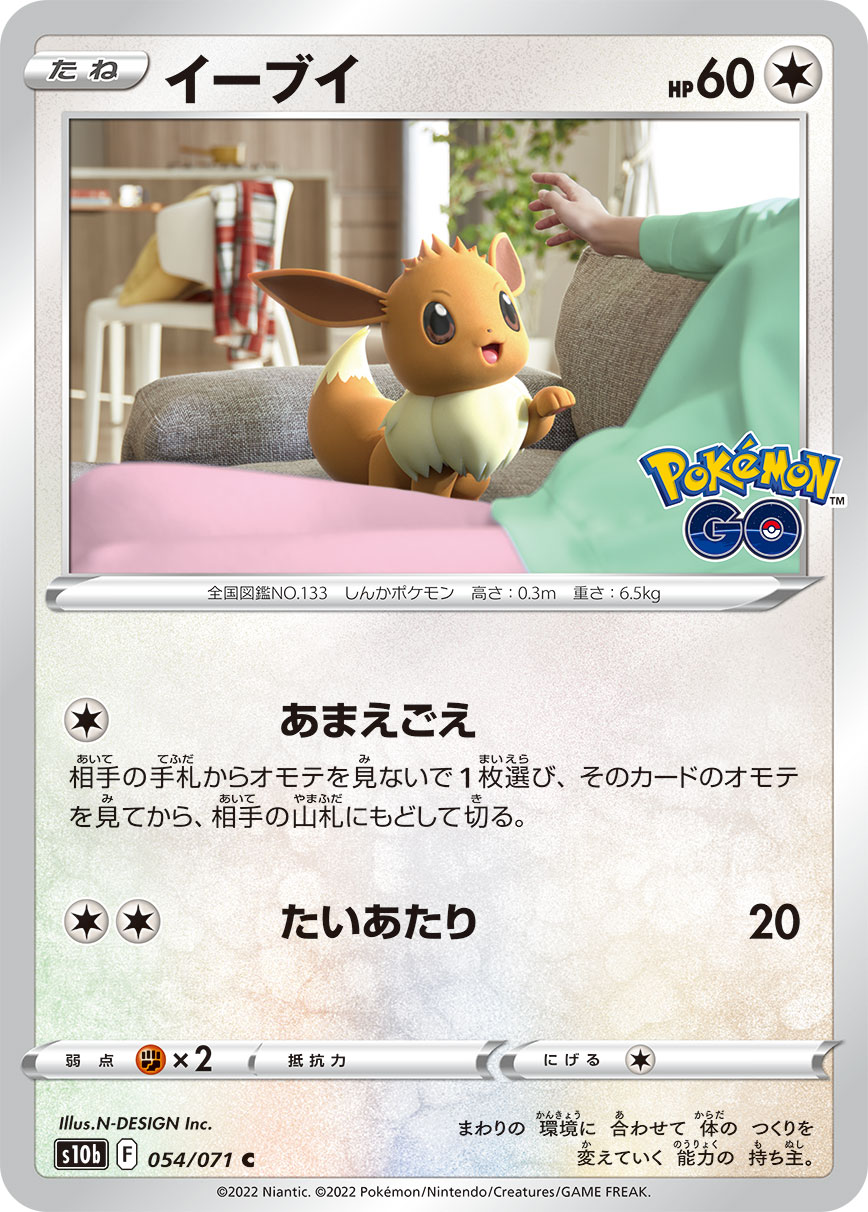 たね イーブイ HP60
Pokémon GO™
全国図鑑NO.133 しんかポケモン 高さ:0.3m 重さ:6.5kg
あまえごえ
相手の手札からオモテを見ないで1枚選び、そのカードのオモテ
を見てから、相手の山札にもどして切る。
たいあたり 20
弱点 ×2 抵抗力 にげる
Illus.N-DESIGN Inc.
まわりの 環境に 合わせて 体の つくりを
変えていく 能力の 持ち主。
s10b F 054/071 C
©2022 Niantic. ©2022 Pokémon/Nintendo/Creatures/GAME FREAK.